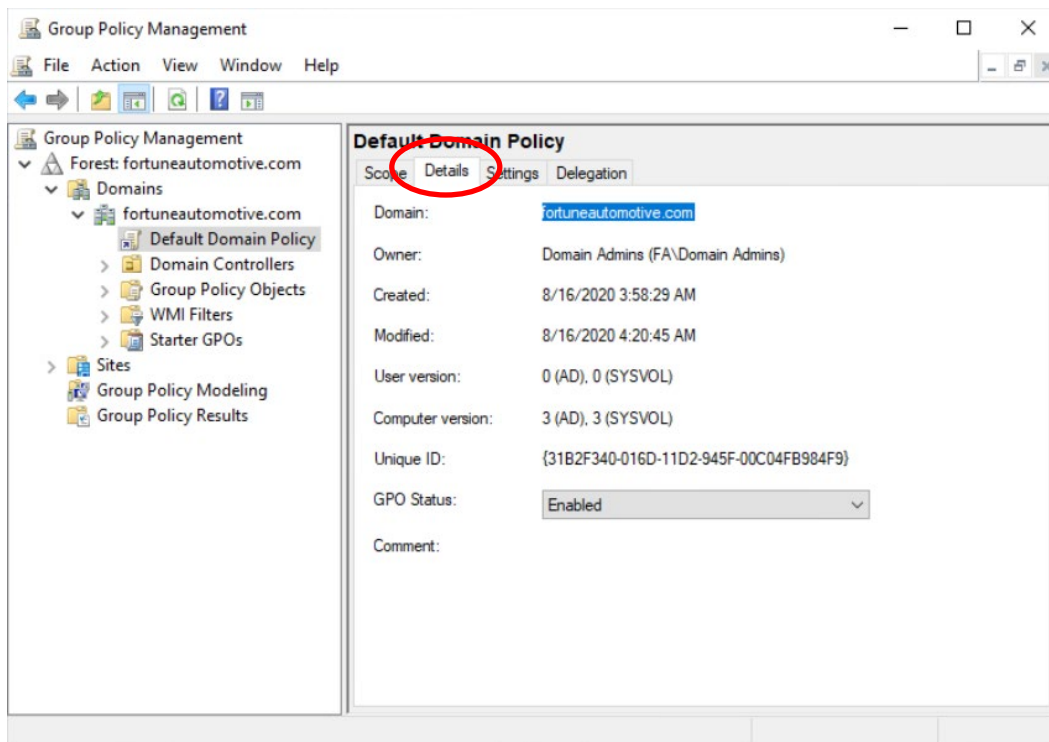 Group Policy Management
File Action View Window Help
Group Policy Management
Forest: fortuneautomotive.com
Domains
fortuneautomotive.com
Default Domain Policy
Domain Controllers
Group Policy Objects
WMI Filters
Starter GPOs
Sites
Group Policy Modeling
Group Policy Results
Default Domain Policy
Scope Details Settings Delegation
Domain: fortuneautomotive.com
Owner: Domain Admins (FA\Domain Admins)
Created: 8/16/2020 3:58:29 AM
Modified: 8/16/2020 4:20:45 AM
User version: 0 (AD), 0 (SYSVOL)
Computer version: 3 (AD), 3 (SYSVOL)
Unique ID: {31B2F340-016D-11D2-945F-00C04FB984F9}
GPO Status: Enabled
Comment: